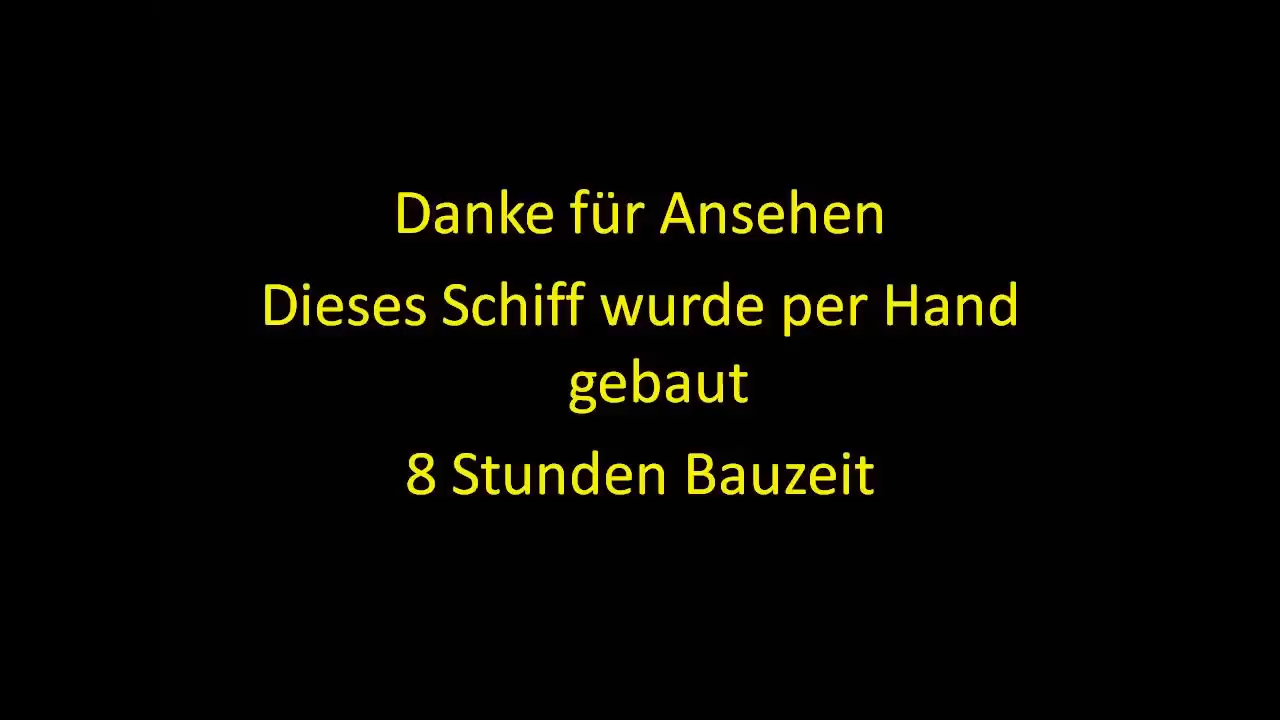 Danke für Ansehen
Dieses Schiff wurde per Hand
gebaut
8 Stunden Bauzeit